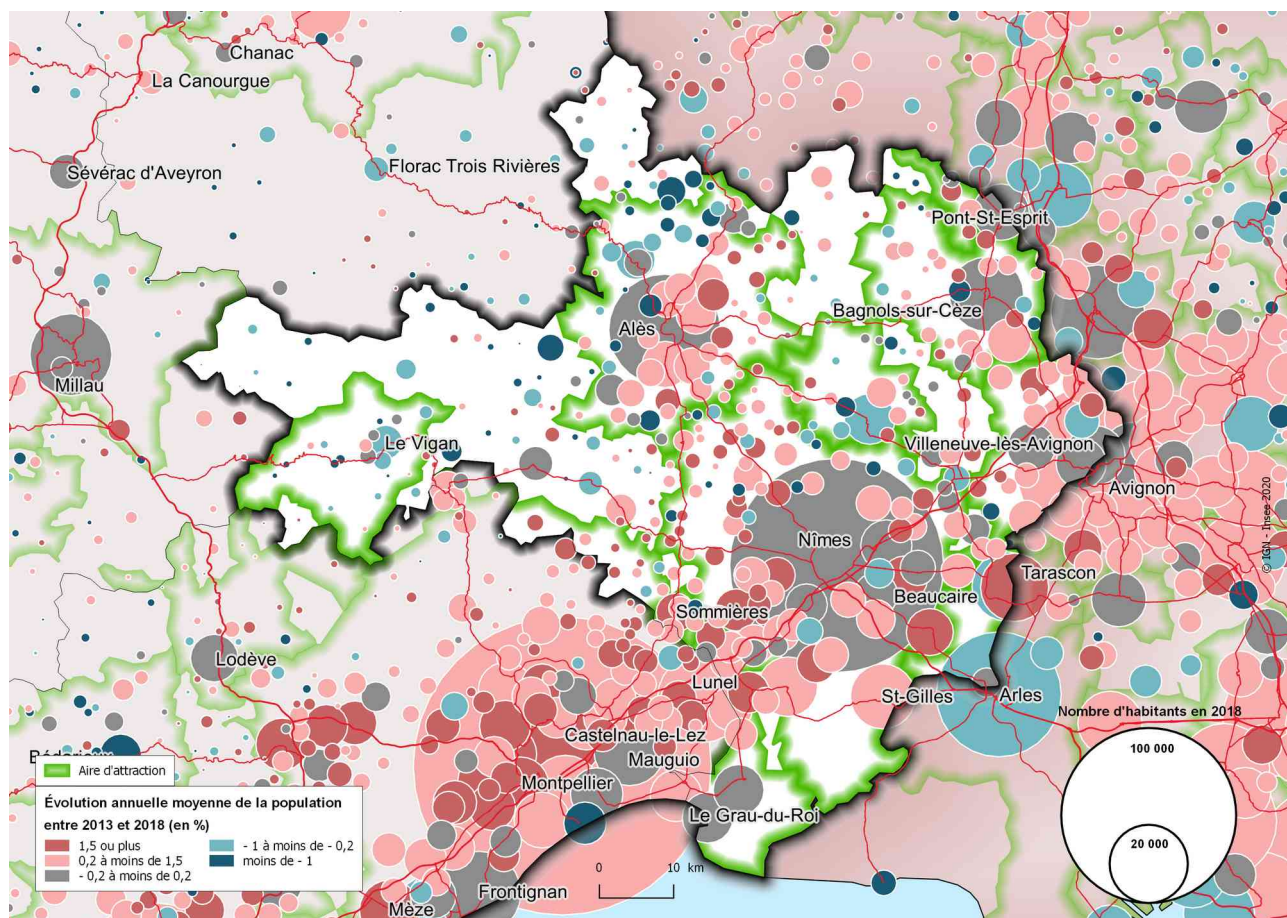 Chanac
La Canourgue
Sévérac d'Aveyron
Florac Trois Rivières
Pont-St-Esprit
Bagnols-sur-Cèze
Alès
Millau
Le Vigan
Villeneuve-lès-Avignon
Avignon
© IGN - Insee 2020
Nîmes
Tarascon
Beaucaire
Sommières
Lodève
Lunel
St-Gilles
Arles
Castelnau-le-Lez
Mauguio
Montpellier
Le Grau-du-Roi
Frontignan
Mèze
Aire d'attraction
Évolution annuelle moyenne de la population
entre 2013 et 2018 (en %)
1,5 ou plus
0,2 à moins de 1,5
- 0,2 à moins de 0,2
- 1 à moins de - 0,2
moins de - 1
0 10 km
Nombre d'habitants en 2018
100 000
20 000